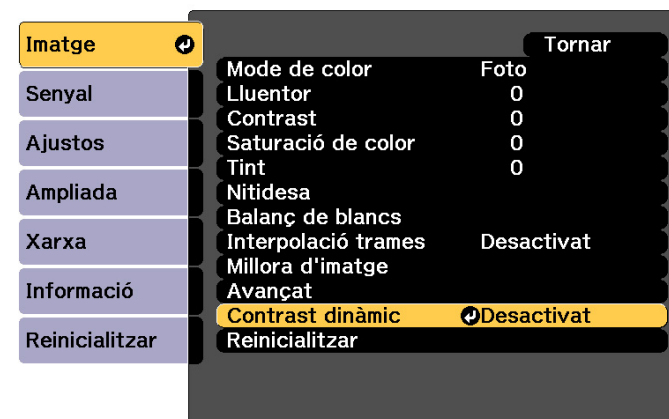 Imatge
Senyal
Ajustos
Ampliada
Xarxa
Informació
Reinicialitzar
Tornar
Mode de color Foto
Lluentor 0
Contrast 0
Saturació de color 0
Tint 0
Nitidesa
Balanç de blancs
Interpolació trames Desactivat
Millora d'imatge
Avançat
Contrast dinàmic Desactivat
Reinicialitzar